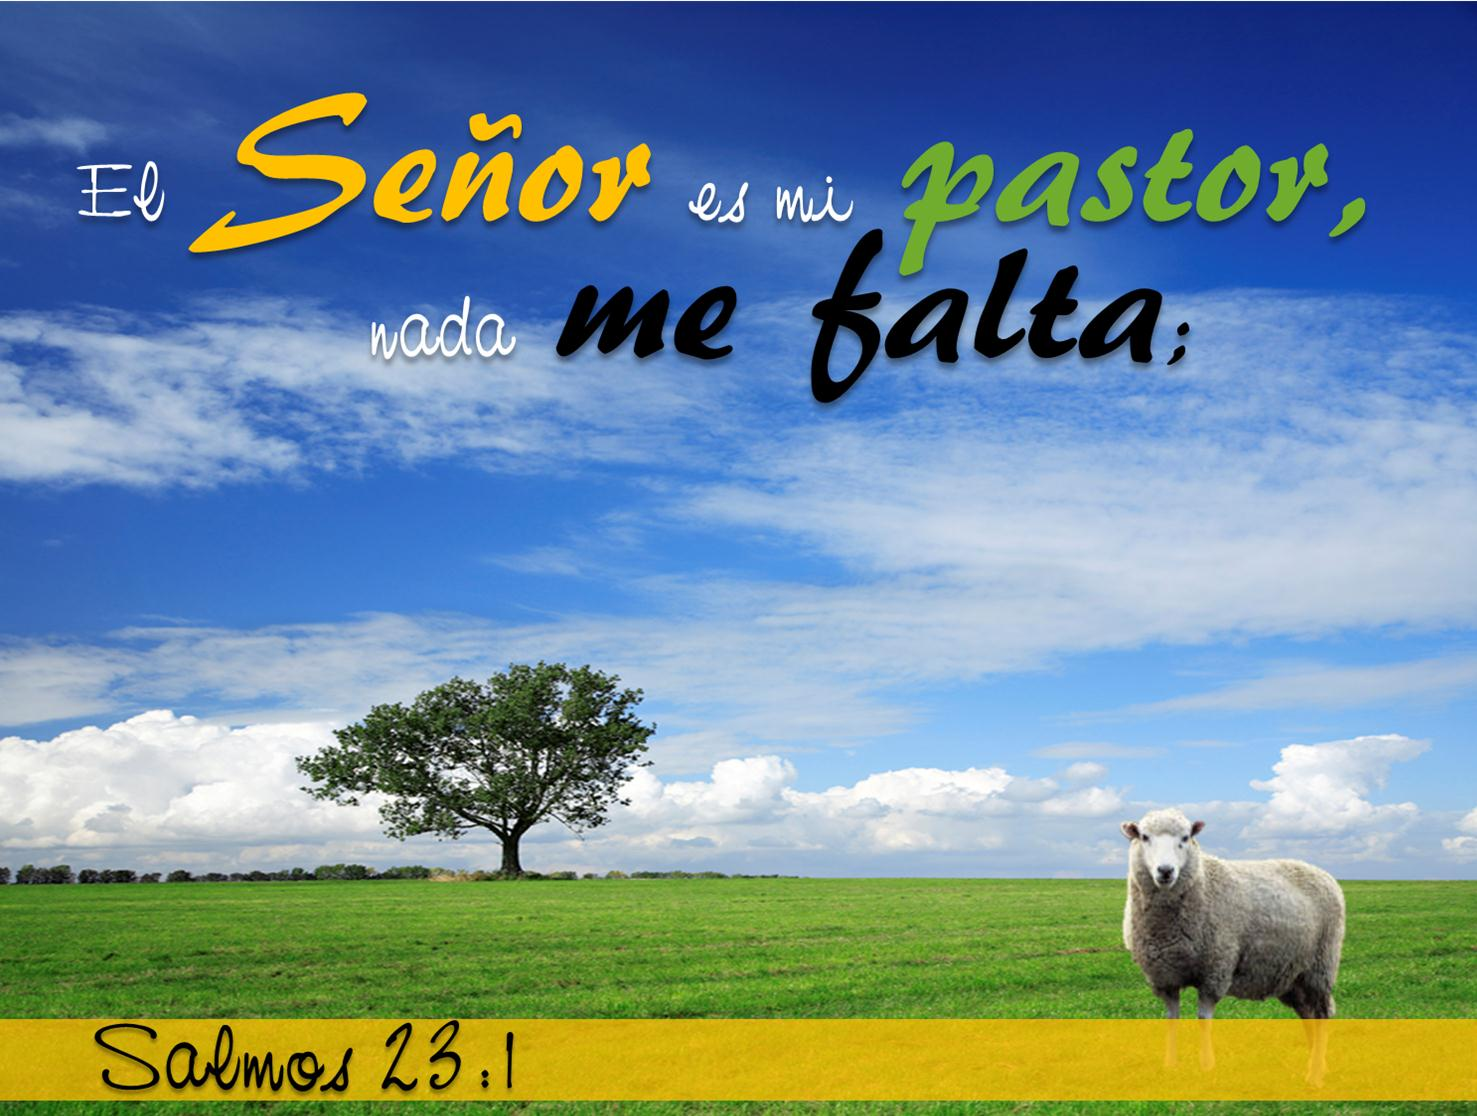 El Señor es mi pastor,
nada me falta;
Salmos 23:1